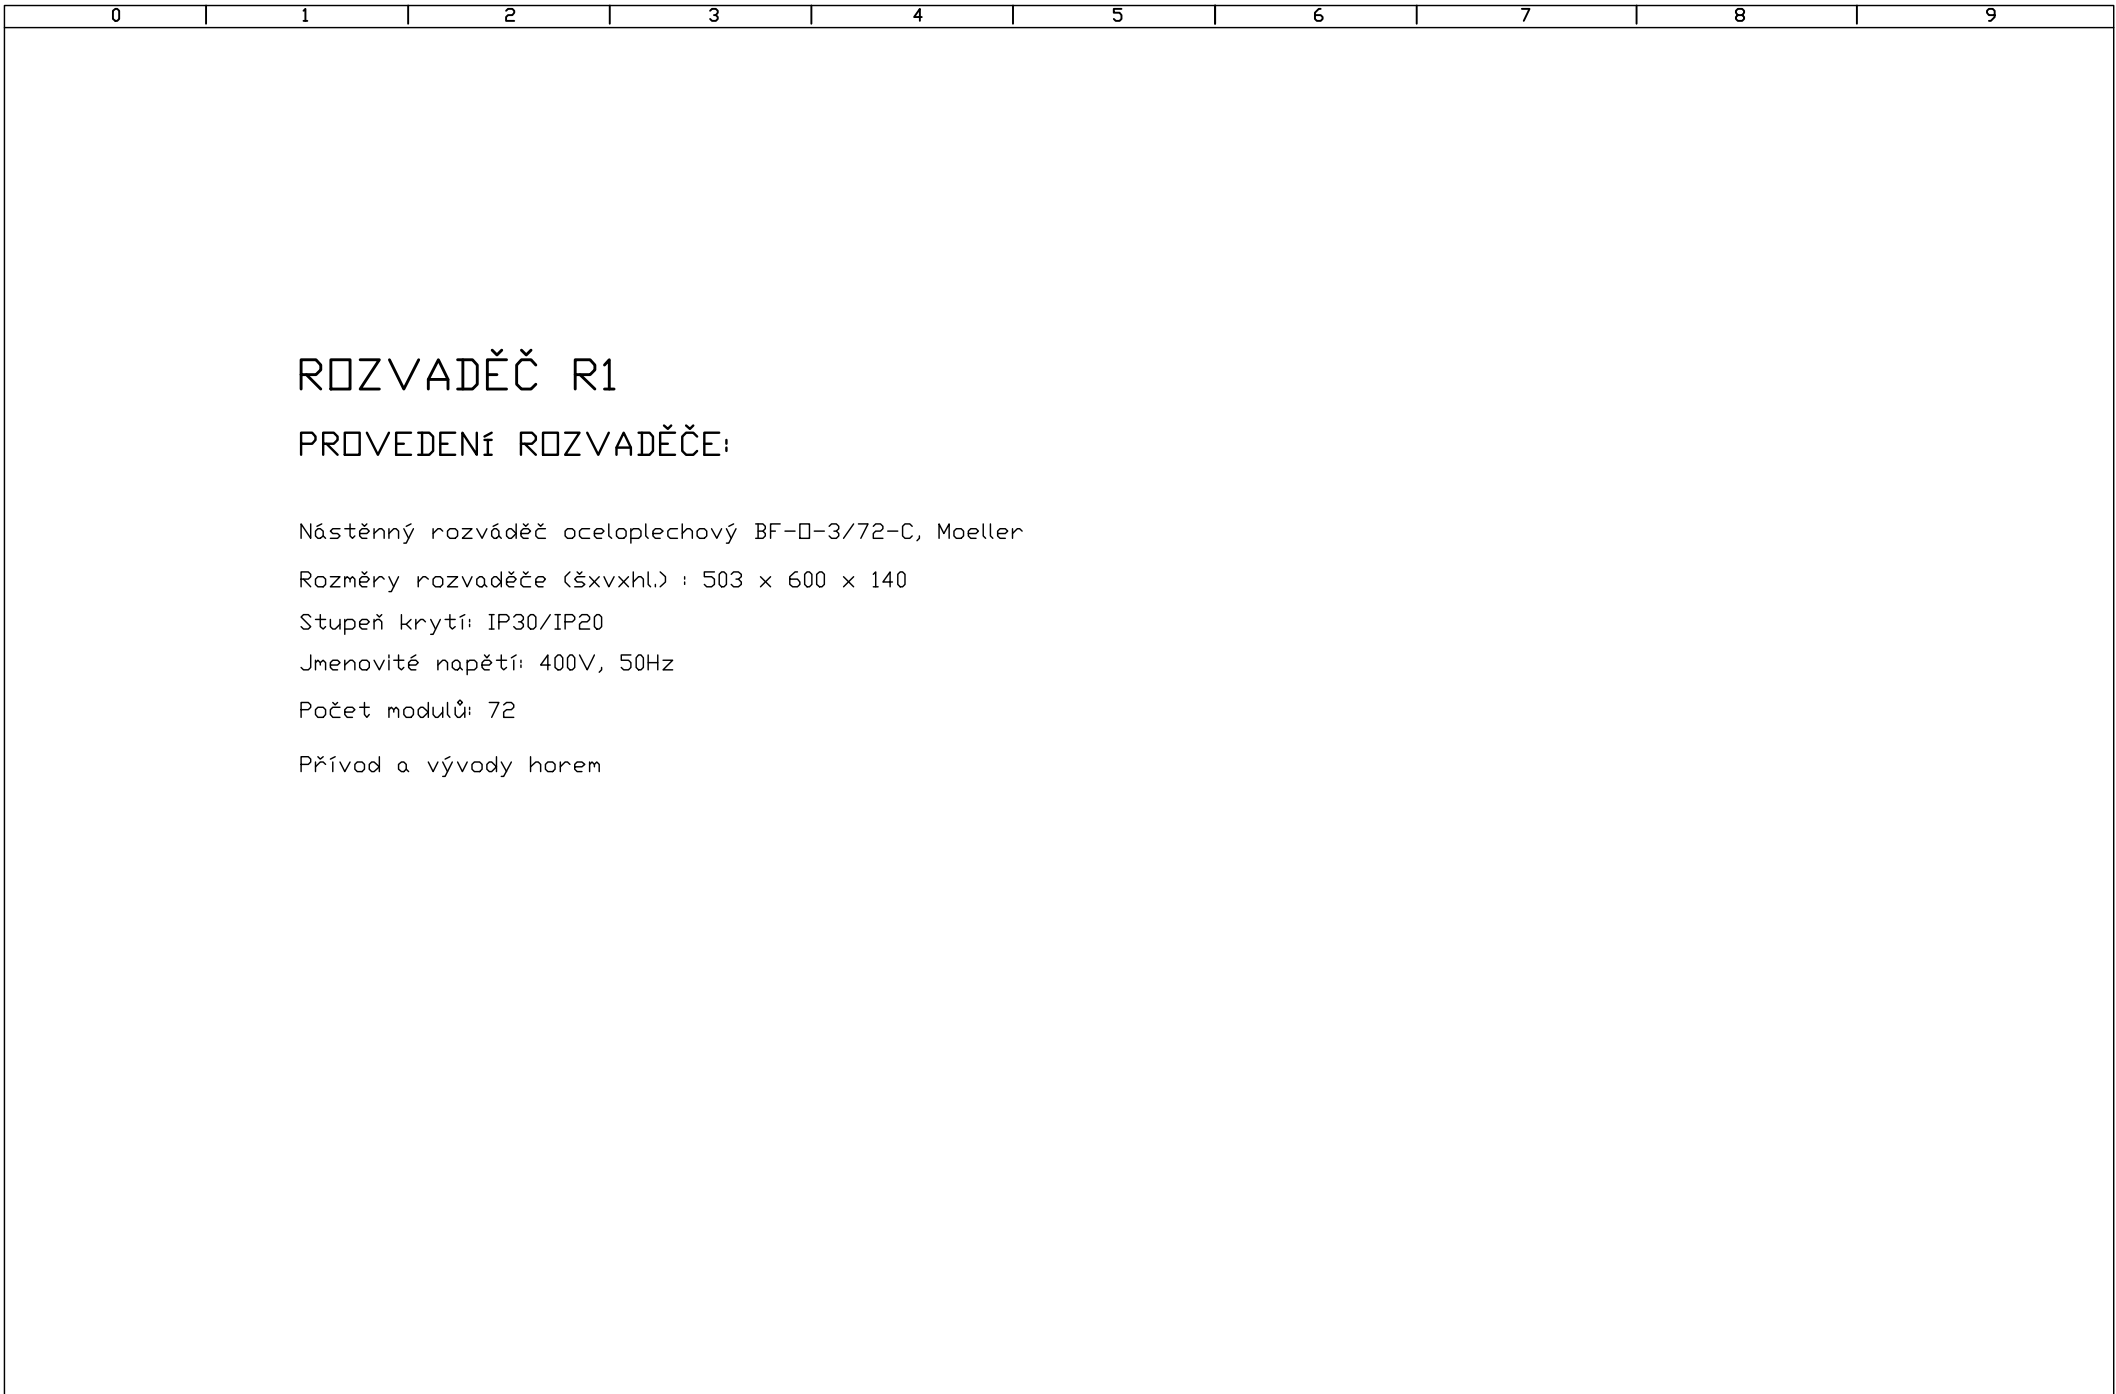 0 1 2 3 4 5 6 7 8 9
ROZVADĚČ R1
PROVEDENÍ ROZVADĚČE:
Nástěnný rozváděč oceloplechový BF-O-3/72-C, Moeller
Rozměry rozvaděče (šxvxhl.) : 503 x 600 x 140
Stupeň krytí: IP30/IP20
Jmenovité napětí: 400V, 50Hz
Počet modulů: 72
Přívod a vývody horem